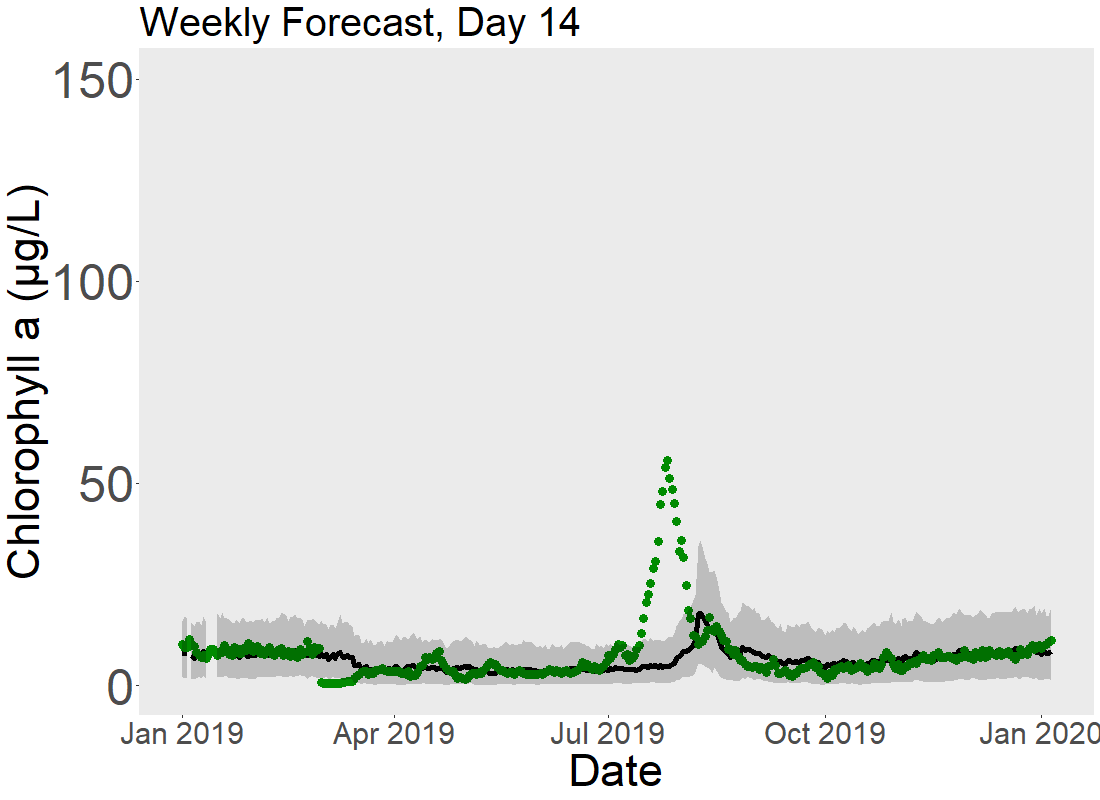 Weekly Forecast, Day 14
Chlorophyll a (µg/L)
150
100
50
0
Jan 2019 Apr 2019 Jul 2019 Oct 2019 Jan 2020
Date